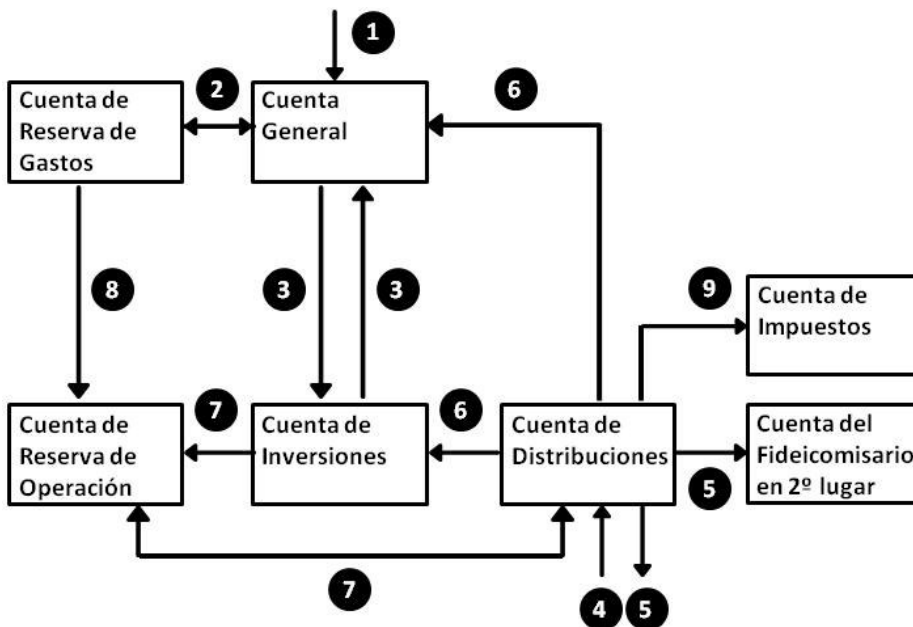 1
Cuenta de
Reserva de
Gastos
2
Cuenta
General
6
8
3
3
9
Cuenta de
Impuestos
Cuenta de
Reserva de
Operación
7
Cuenta de
Inversiones
6
Cuenta de
Distribuciones
5
Cuenta del
Fideicomisario
en 2º lugar
7
4
5